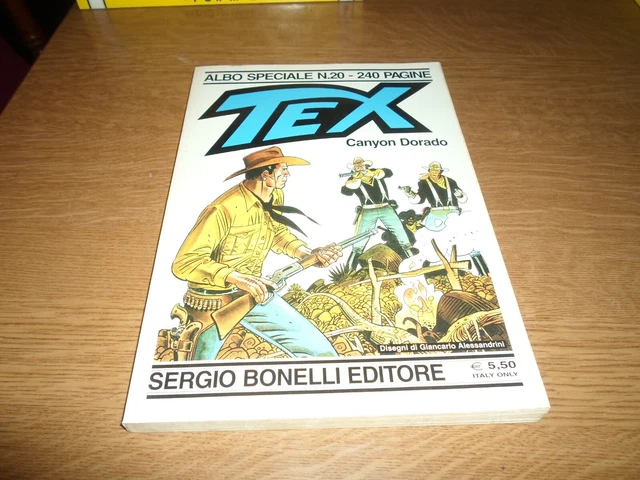 ALBO SPECIALE N.20 - 240 PAGINE
TEX
Canyon Dorado
Disegni di Giancarlo Alessandrini
SERGIO BONELLI EDITORE
€ 5,50
ITALY ONLY